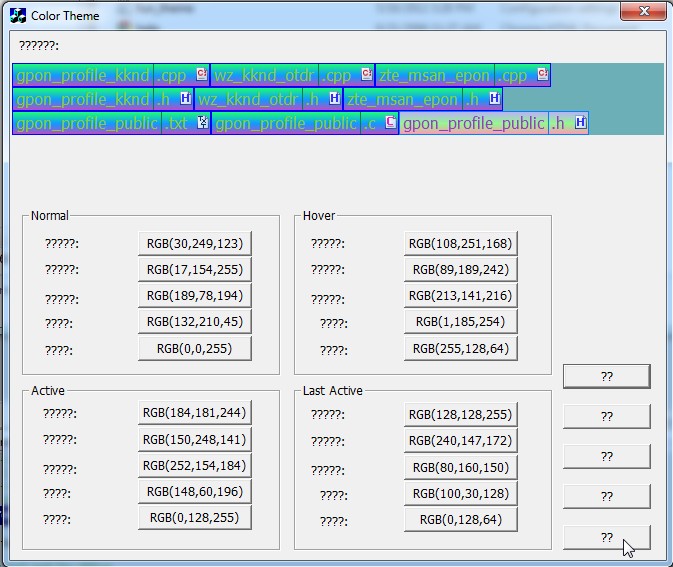 Color Theme
??????:
gpon_profile_kknd .cpp wz_kknd_otdr .cpp zte_msan_epon .cpp
gpon_profile_kknd .h wz_kknd_otdr .h zte_msan_epon .h
gpon_profile_public .txt gpon_profile_public .c gpon_profile_public .h
Normal
?????: RGB(30,249,123)
?????: RGB(17,154,255)
?????: RGB(189,78,194)
????: RGB(132,210,45)
????: RGB(0,0,255)
Hover
?????: RGB(108,251,168)
?????: RGB(89,189,242)
?????: RGB(213,141,216)
????: RGB(1,185,254)
????: RGB(255,128,64)
Active
?????: RGB(184,181,244)
?????: RGB(150,248,141)
?????: RGB(252,154,184)
????: RGB(148,60,196)
????: RGB(0,128,255)
Last Active
?????: RGB(128,128,255)
?????: RGB(240,147,172)
?????: RGB(80,160,150)
????: RGB(100,30,128)
????: RGB(0,128,64)
??
??
??
??
??